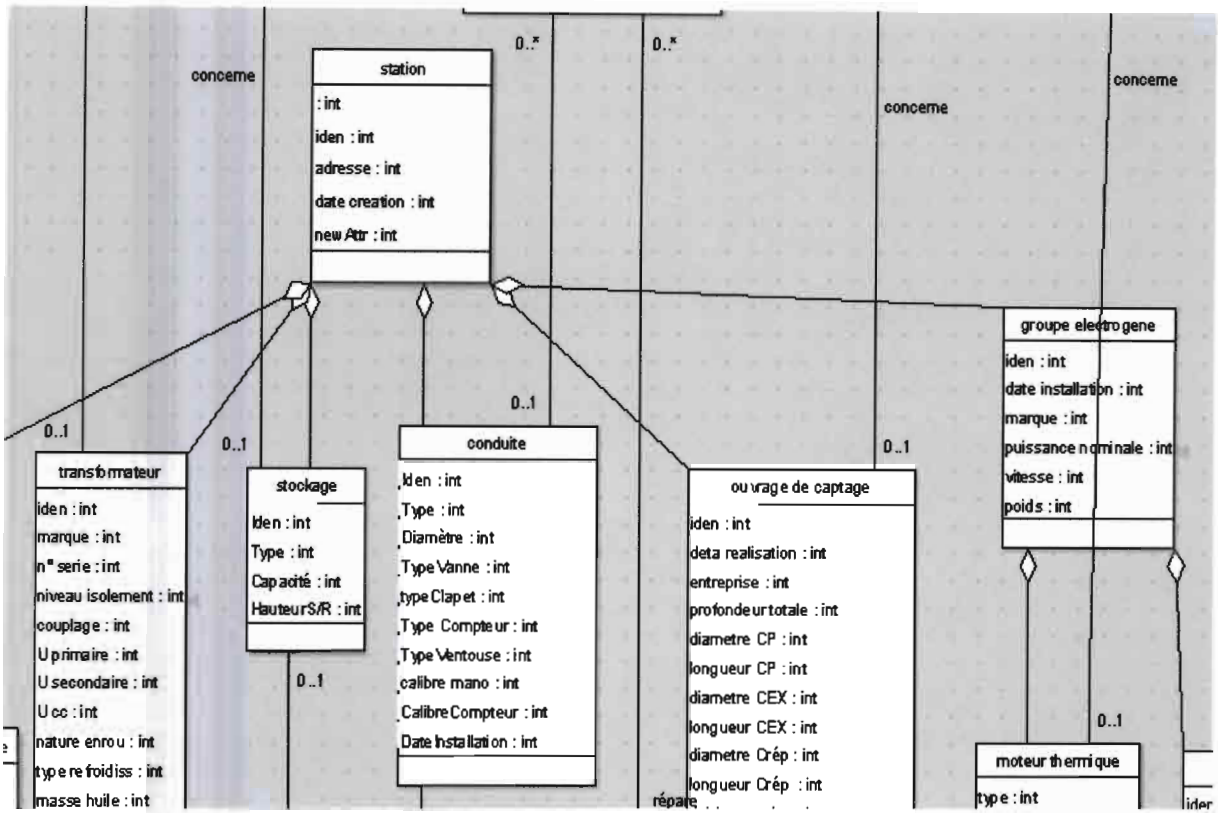 0..*
0..*
concerne
concerne
concerne
station
: int
iden : int
adresse : int
date creation : int
new Attr : int
groupe electrogene
iden : int
date installation : int
marque : int
puissance nominale : int
vitesse : int
poids : int
0..1
0..1
0..1
0..1
transformateur
iden : int
marque : int
n° serie : int
niveau isolement : int
couplage : int
U primaire : int
U secondaire : int
U cc : int
nature enrou : int
type refroidiss : int
masse huile : int
stockage
Iden : int
Type : int
Capacité : int
Hauteur S/R : int
0..1
conduite
Iden : int
Type : int
Diamètre : int
Type Vanne : int
type Clapet : int
Type Compteur : int
Type Ventouse : int
calibre mano : int
Calibre Compteur : int
Date Installation : int
ouvrage de captage
iden : int
deta realisation : int
entreprise : int
profondeur totale : int
diametre CP : int
longueur CP : int
diametre CEX : int
longueur CEX : int
diametre Crép : int
longueur Crép : int
répare
0..1
moteur thermique
type : int
e
iden